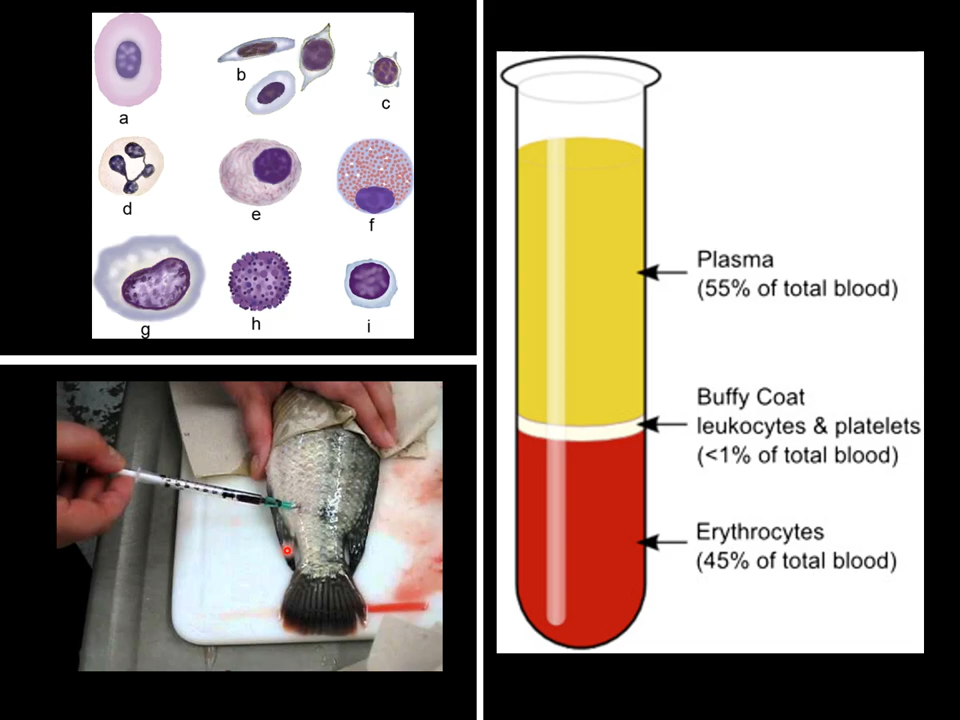 a
b
c
d
e
f
g
h
i
Plasma
(55% of total blood)
Buffy Coat
leukocytes & platelets
(<1% of total blood)
Erythrocytes
(45% of total blood)